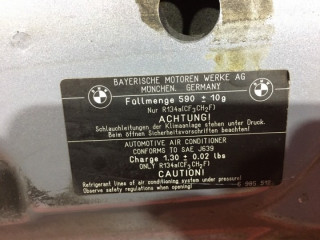 BAYERISCHE MOTOREN WERKE AG
MÜNCHEN, GERMANY
Füllmenge 590 ± 10g
Nur R134a(CF₃CH₂F)
ACHTUNG!
Schlauchleitungen der Klimaanlage stehen unter Druck.
Beim öffnen Sicherheitsvorschriften beachten!
AUTOMOTIVE AIR CONDITIONER
CONFORMS TO SAE J639
Charge 1.30 ± 0.02 lbs
ONLY R134a(CF₃CH₂F)
CAUTION!
Refrigerant lines of air conditioning system under pressure!
Observe safety regulations when opening!